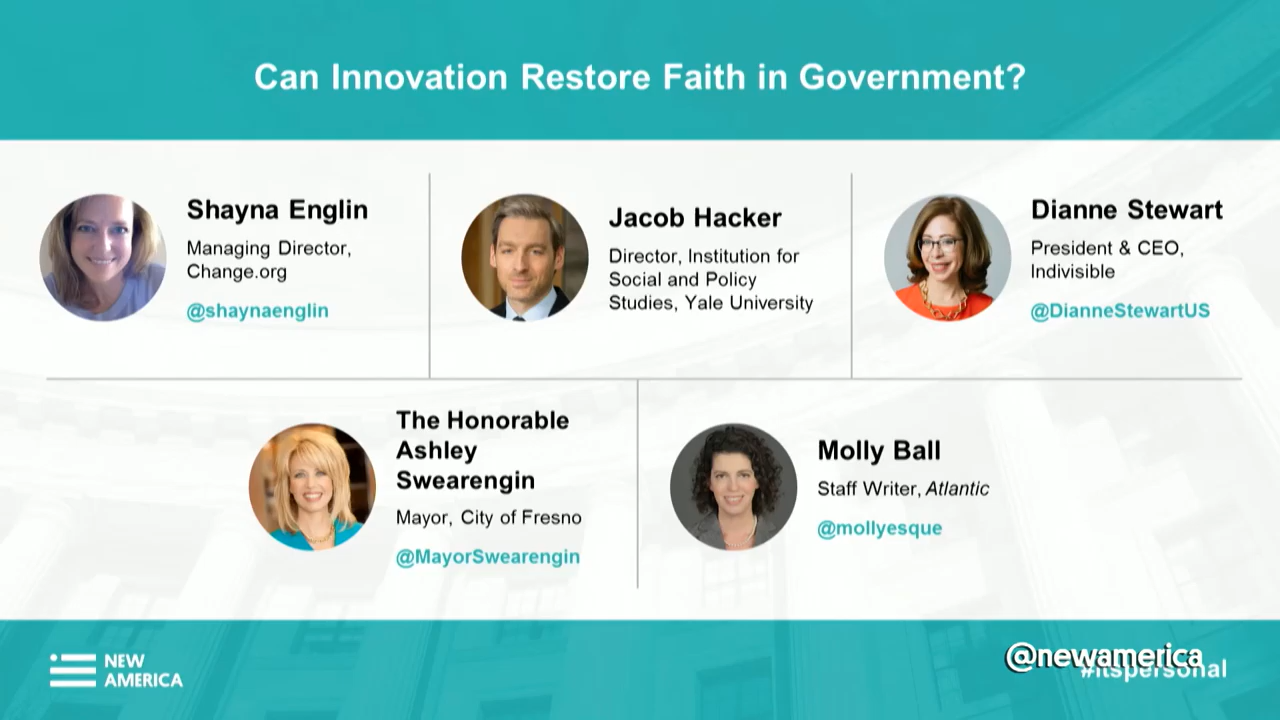 Can Innovation Restore Faith in Government?
Shayna Englin
Managing Director,
Change.org
@shaynaenglin
Jacob Hacker
Director, Institution for
Social and Policy
Studies, Yale University
Dianne Stewart
President & CEO,
Indivisible
@DianneStewartUS
The Honorable
Ashley
Swearengin
Mayor, City of Fresno
@MayorSwearengin
Molly Ball
Staff Writer, Atlantic
@mollyesque
NEW
AMERICA
@newamerica
#itspersonal